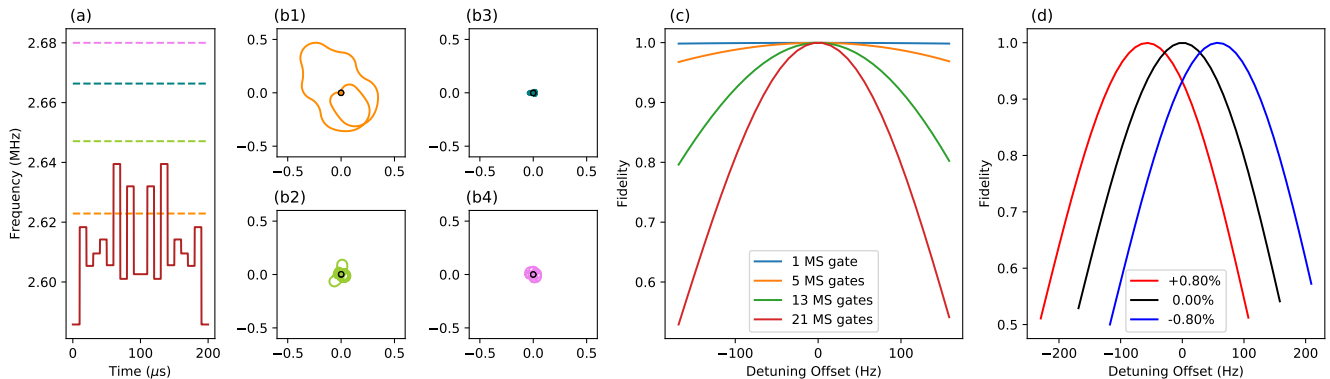 (a)
2.68
2.66
2.64
2.62
2.60
Frequency (MHz)
0 100 200
Time (μs)
(b1)
0.5
0.0
−0.5
−0.5 0.0 0.5
(b3)
0.5
0.0
−0.5
−0.5 0.0 0.5
(b2)
0.5
0.0
−0.5
−0.5 0.0 0.5
(b4)
0.5
0.0
−0.5
−0.5 0.0 0.5
(c)
1.0
0.9
0.8
0.7
0.6
Fidelity
1 MS gate
5 MS gates
13 MS gates
21 MS gates
−100 0 100
Detuning Offset (Hz)
(d)
1.0
0.9
0.8
0.7
0.6
0.5
Fidelity
+0.80%
0.00%
-0.80%
−200 −100 0 100 200
Detuning Offset (Hz)